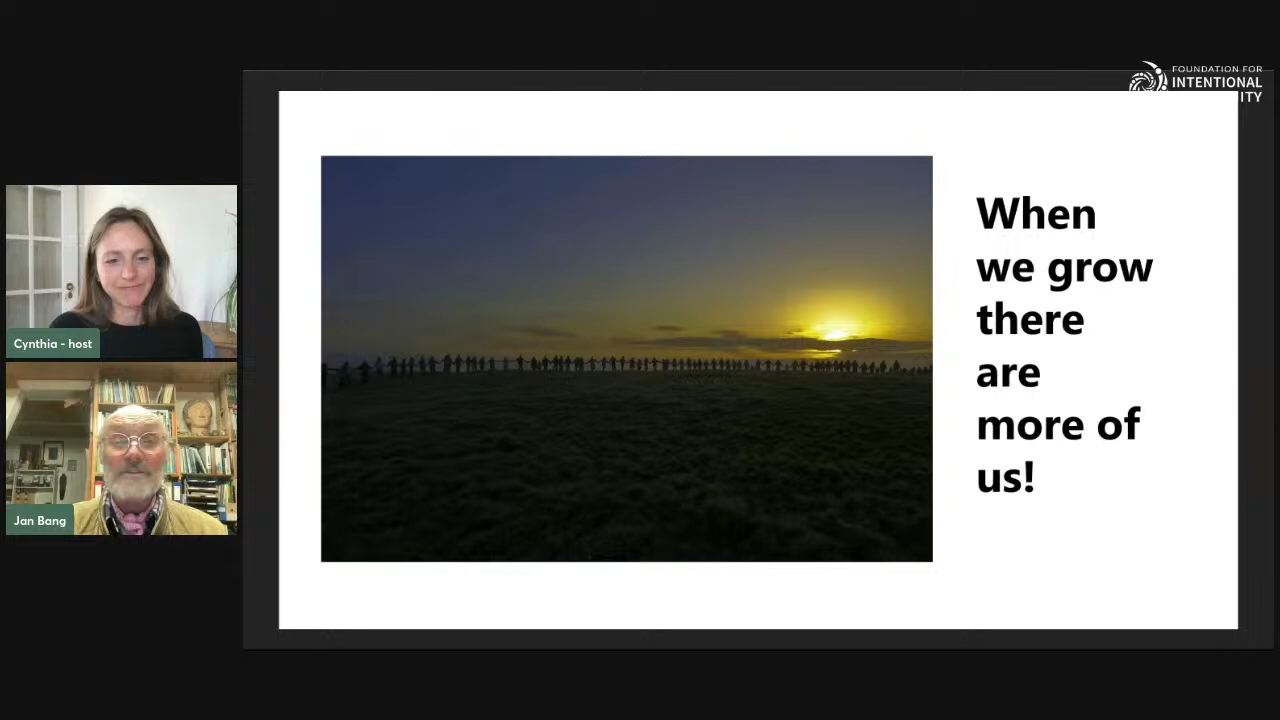 FOUNDATION FOR
INTENTIONAL
ITY
When
we grow
there
are
more of
us!
Cynthia - host
Jan Bang